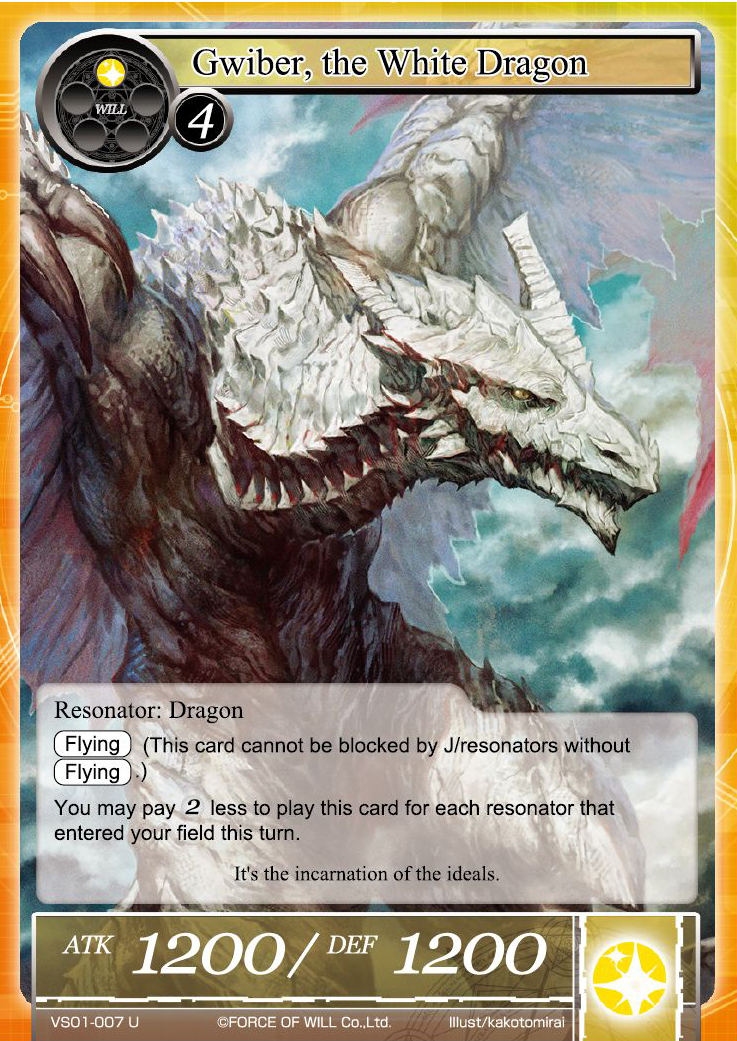 Gwiber, the White Dragon
WILL
4
Resonator: Dragon
Flying (This card cannot be blocked by J/resonators without
Flying.)
You may pay 2 less to play this card for each resonator that
entered your field this turn.
It's the incarnation of the ideals.
ATK 1200/ DEF 1200
VS01-007 U ©FORCE OF WILL Co.,Ltd. Illust/kakotomirai